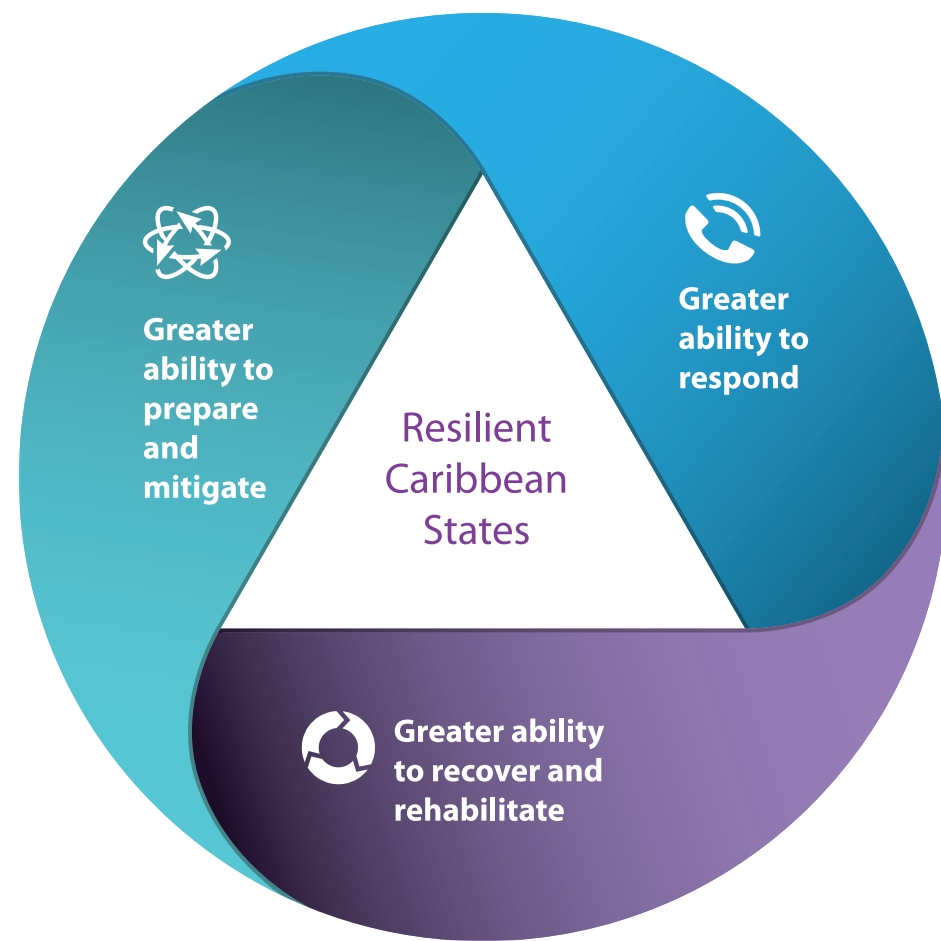 Greater
ability to
prepare
and
mitigate
Greater
ability to
respond
Resilient
Caribbean
States
Greater ability
to recover and
rehabilitate